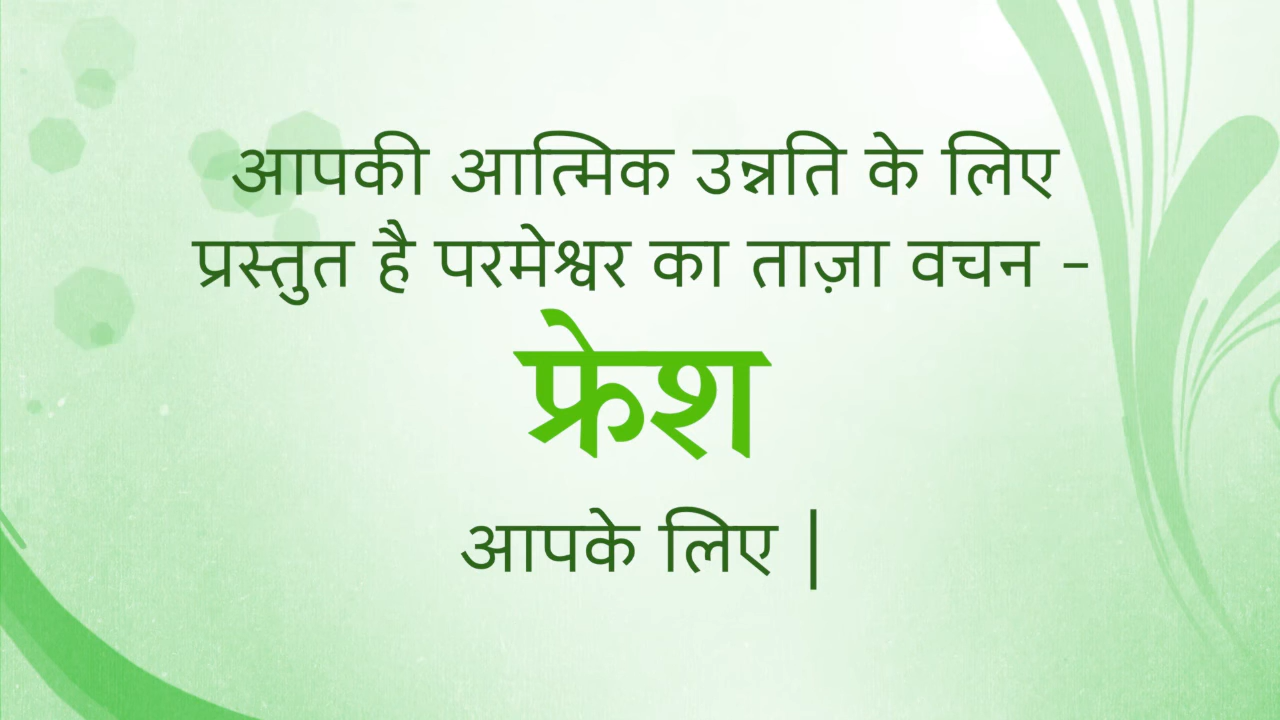 आपकी आत्मिक उन्नति के लिए
प्रस्तुत है परमेश्वर का ताज़ा वचन –
फ्रेश
आपके लिए |